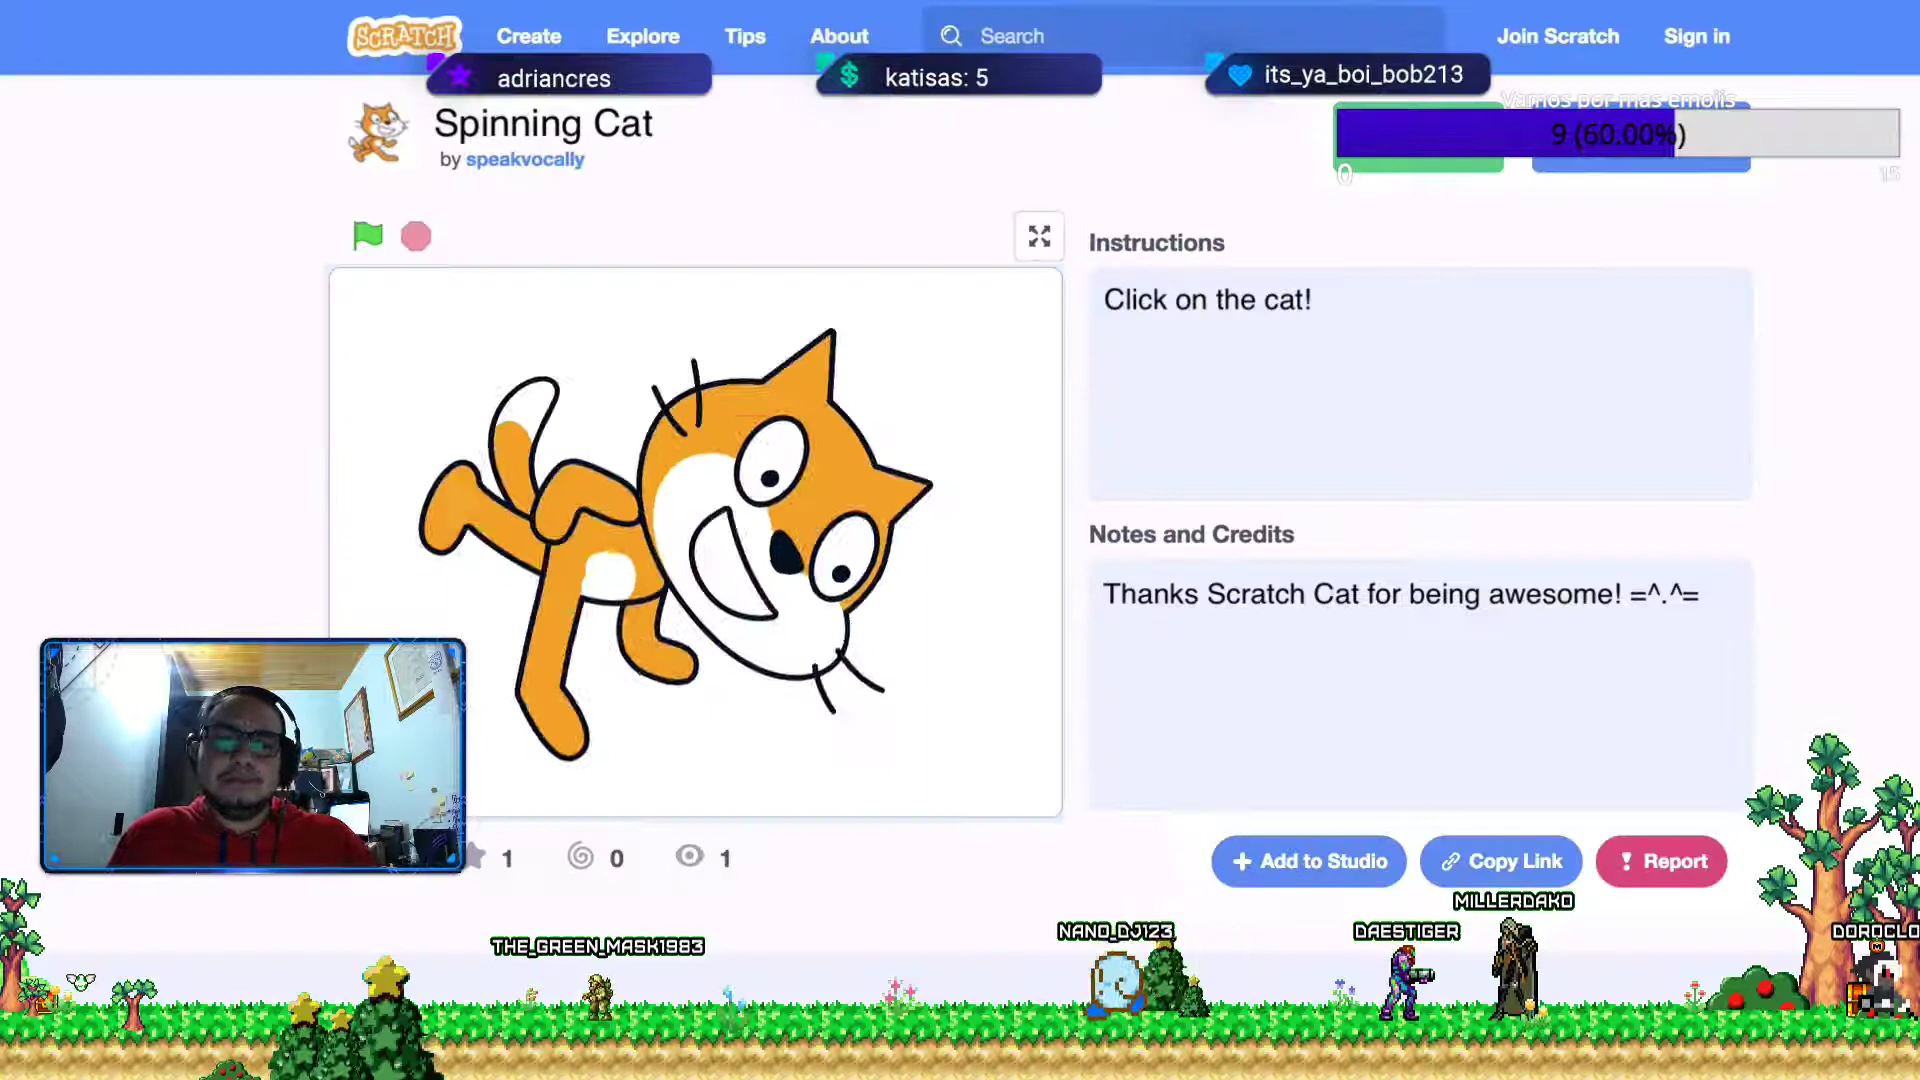 SCRATCH
Create
Explore
Tips
About
Search
Join Scratch
Sign in
adriancres
katisas: 5
its_ya_boi_bob213
Vamos por mas emojis
9 (60.00%)
0
15
Spinning Cat
by speakvocally
Instructions
Click on the cat!
Notes and Credits
Thanks Scratch Cat for being awesome! =^.^=
1
0
1
Add to Studio
Copy Link
Report
MILLERDAKO
THE_GREEN_MASK1983
NANO_DJ123
DAESTIGER
DOROCLO